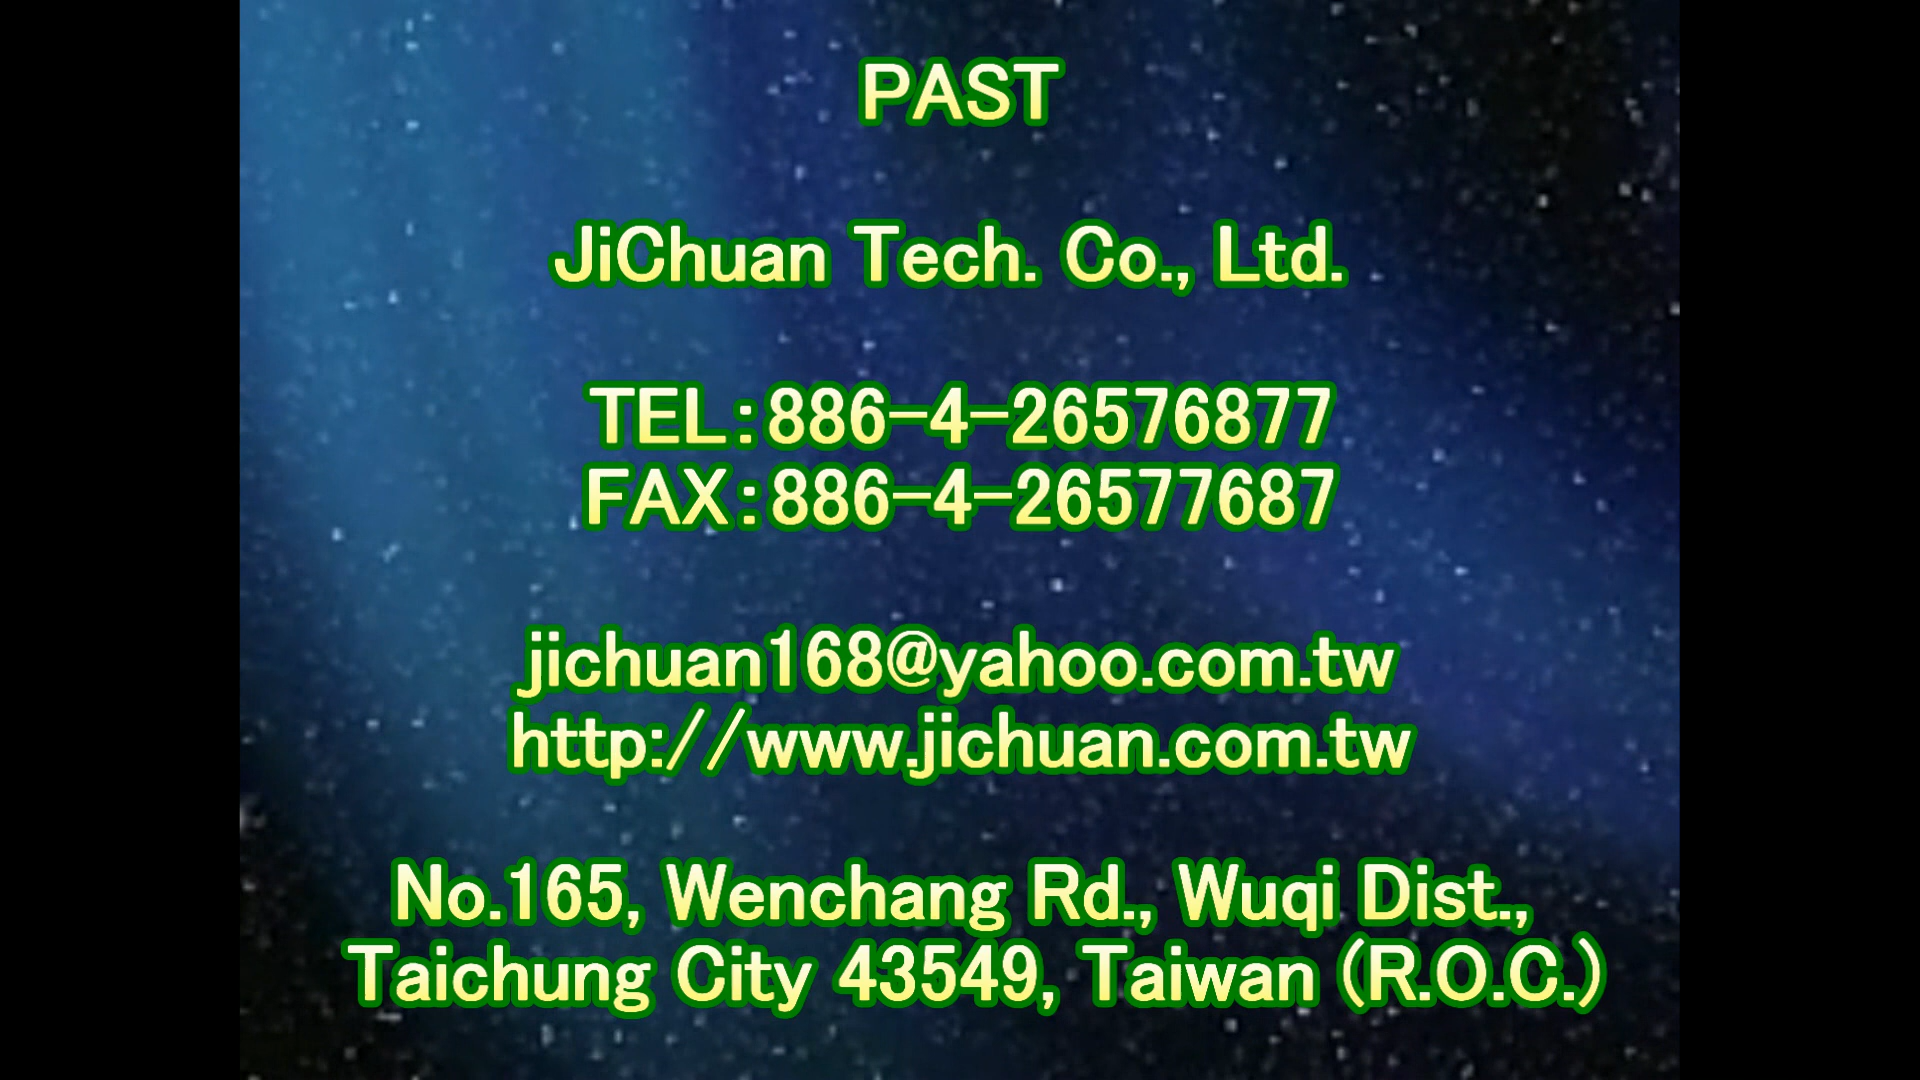 PAST
JiChuan Tech. Co., Ltd.
TEL:886-4-26576877
FAX:886-4-26577687
jichuan168@yahoo.com.tw
http://www.jichuan.com.tw
No.165, Wenchang Rd., Wuqi Dist.,
Taichung City 43549, Taiwan (R.O.C.)